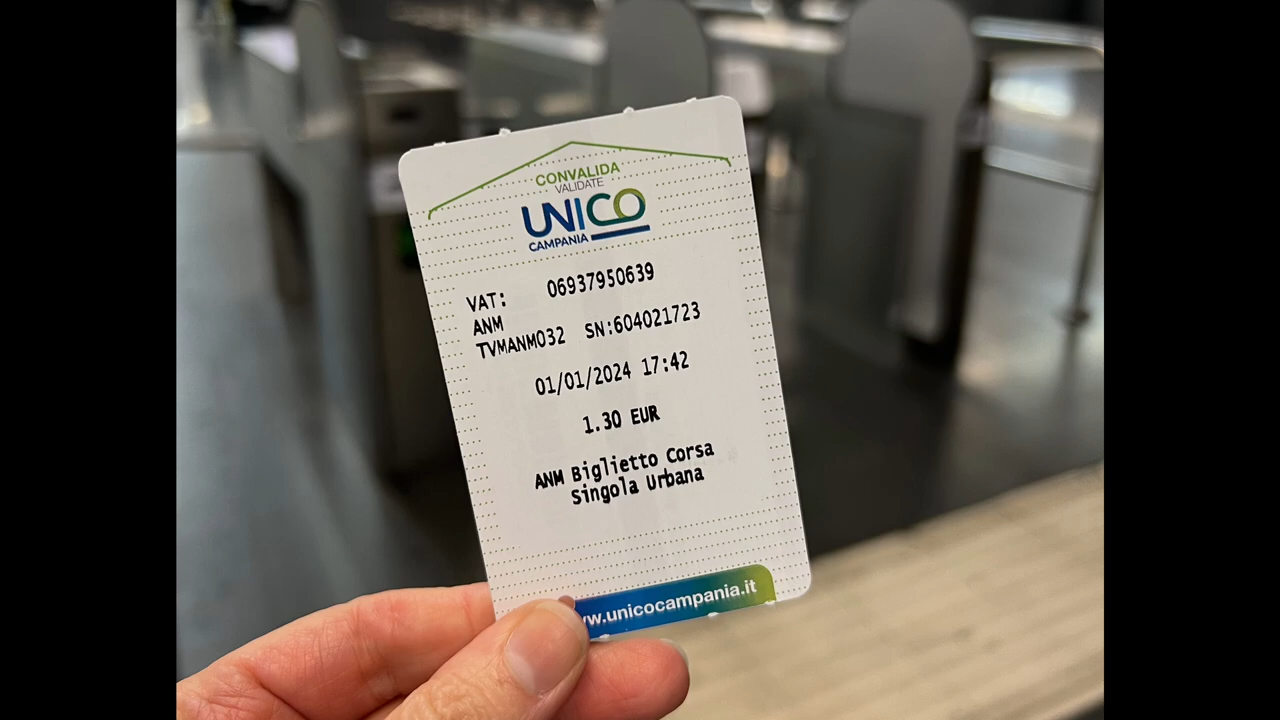 CONVALIDA
VALIDATE
UNICO
CAMPANIA
VAT: 06937950639
ANM
TVMANM032 SN:604021723
01/01/2024 17:42
1.30 EUR
ANM Biglietto Corsa
Singola Urbana
w.unicocampania.it